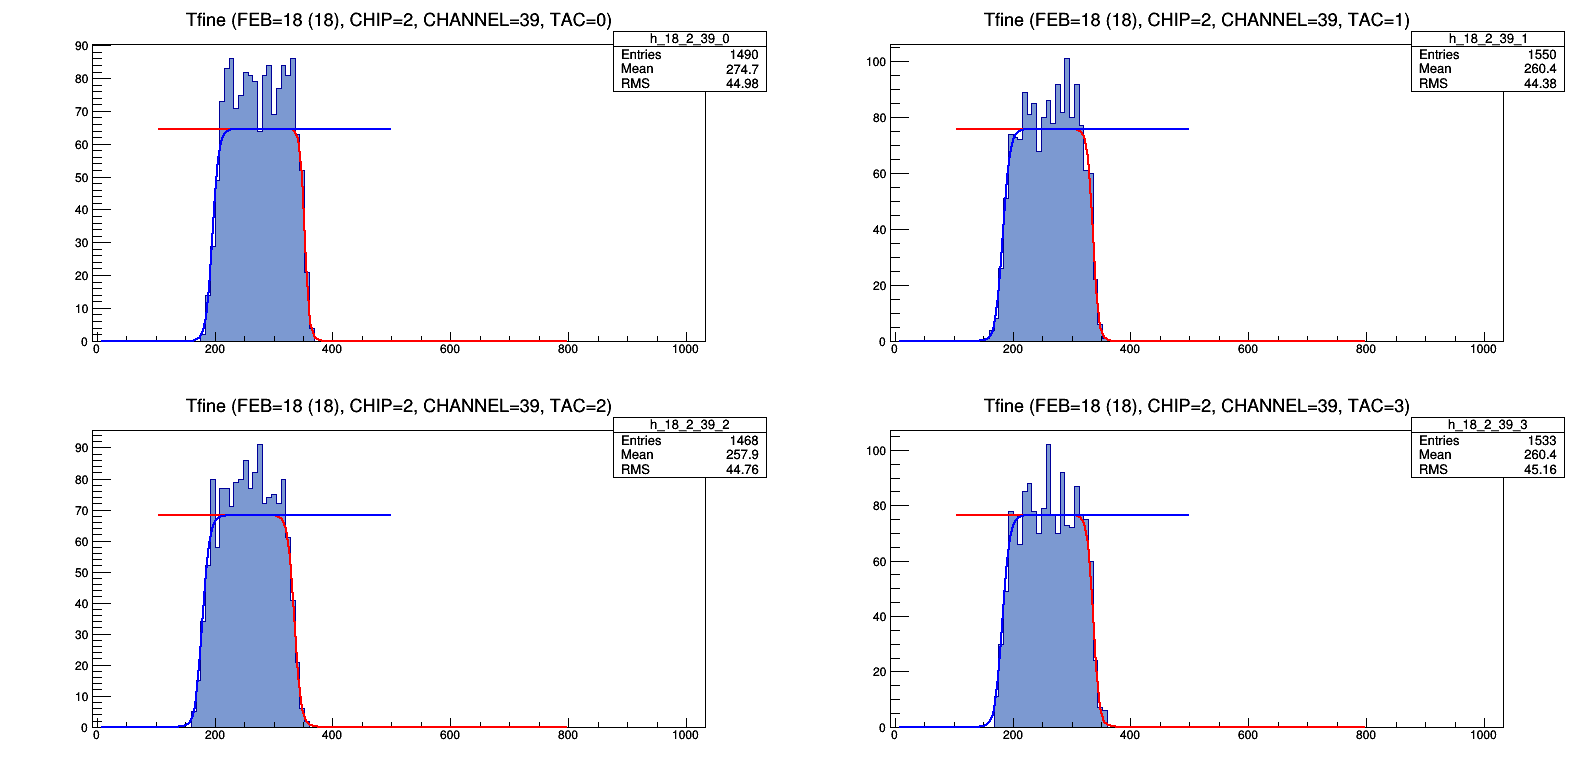 Tfine (FEB=18 (18), CHIP=2, CHANNEL=39, TAC=0)
h_18_2_39_0
Entries 1490
Mean 274.7
RMS 44.98
90
80
70
60
50
40
30
20
10
0
0 200 400 600 800 1000
Tfine (FEB=18 (18), CHIP=2, CHANNEL=39, TAC=1)
h_18_2_39_1
Entries 1550
Mean 260.4
RMS 44.38
100
80
60
40
20
0
0 200 400 600 800 1000
Tfine (FEB=18 (18), CHIP=2, CHANNEL=39, TAC=2)
h_18_2_39_2
Entries 1468
Mean 257.9
RMS 44.76
90
80
70
60
50
40
30
20
10
0
0 200 400 600 800 1000
Tfine (FEB=18 (18), CHIP=2, CHANNEL=39, TAC=3)
h_18_2_39_3
Entries 1533
Mean 260.4
RMS 45.16
100
80
60
40
20
0
0 200 400 600 800 1000